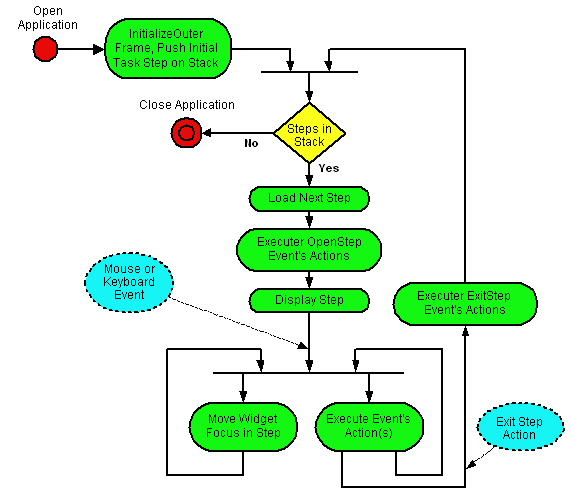 Open
Application
InitializeOuter
Frame, Push Initial
Task Step on Stack
Close Application
Steps in
Stack
No
Yes
Load Next Step
Executer OpenStep
Event's Actions
Mouse or
Keyboard
Event
Display Step
Executer ExitStep
Event's Actions
Move Widget
Focus in Step
Execute Event's
Action(s)
Exit Step
Action